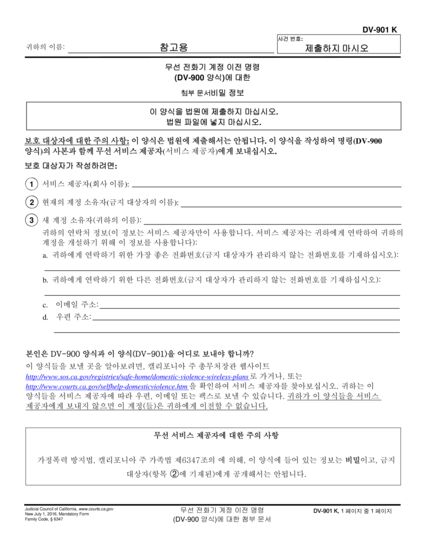 DV-901 K
귀하의 이름: 참고용
사건 번호:
제출하지 마시오
무선 전화기 계정 이전 명령
(DV-900 양식)에 대한
첨부 문서비밀 정보
이 양식을 법원에 제출하지 마십시오.
법원 파일에 넣지 마십시오.
보호 대상자에 대한 주의 사항: 이 양식은 법원에 제출해서는 안됩니다. 이 양식을 작성하여 명령(DV-900
양식)의 사본과 함께 무선 서비스 제공자(서비스 제공자)에게 보내십시오.
보호 대상자가 작성하려면:
1 서비스 제공자(회사 이름):
2 현재의 계정 소유자(금지 대상자의 이름):
3 새 계정 소유자(귀하의 이름):
귀하의 연락처 정보(이 정보는 서비스 제공자만이 사용합니다. 서비스 제공자는 귀하에게 연락하여 귀하의
계정을 개설하기 위해 이 정보를 사용합니다):
a. 귀하에게 연락하기 위한 가장 좋은 전화번호(금지 대상자가 관리하지 않는 전화번호를 기재하십시오):
b. 귀하에게 연락하기 위한 다른 전화번호(금지 대상자가 관리하지 않는 전화번호를 기재하십시오):
c. 이메일 주소:
d. 우편 주소:
본인은 DV-900 양식과 이 양식(DV-901)을 어디로 보내야 합니까?
이 양식들을 보낼 곳을 알아보려면, 캘리포니아 주 총무처장관 웹사이트
http://www.sos.ca.gov/registries/safe-home/domestic-violence-wireless-plans 로 가거나, 또는
http://www.courts.ca.gov/selfhelp-domesticviolence.htm 을 확인하여 서비스 제공자를 찾아보십시오. 귀하는 이
양식들을 서비스 제공자에 따라 우편, 이메일 또는 팩스로 보낼 수 있습니다. 귀하가 이 양식들을 서비스
제공자에게 보내지 않으면 이 계정(들)은 귀하에게 이전할 수 없습니다.
무선 서비스 제공자에 대한 주의 사항
가정폭력 방지법, 캘리포니아 주 가족법 제6347조의 에 의해, 이 양식에 들어 있는 정보는 비밀이고, 금지
대상자(항목 2에 기재된)에게 공개해서는 안됩니다.
Judicial Council of California, www.courts.ca.gov
New July 1, 2016, Mandatory Form
Family Code, § 6347
무선 전화기 계정 이전 명령
(DV-900 양식)에 대한 첨부 문서
DV-901 K, 1 페이지 중 1 페이지